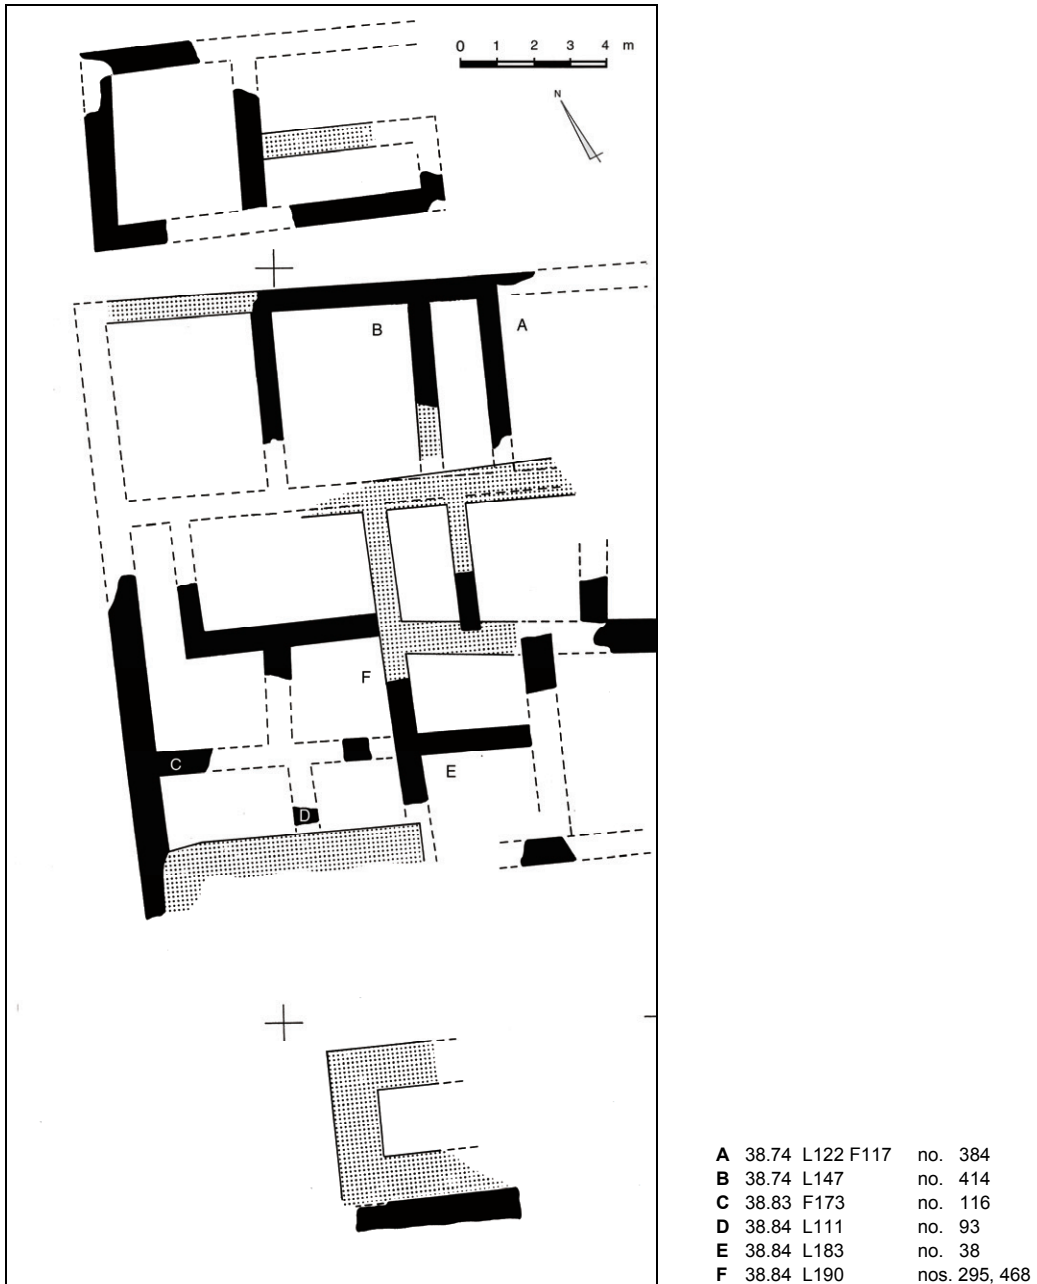 0 1 2 3 4 m
N
B
A
F
C
E
D
A 38.74 L122 F117 no. 384
B 38.74 L147 no. 414
C 38.83 F173 no. 116
D 38.84 L111 no. 93
E 38.84 L183 no. 38
F 38.84 L190 nos. 295, 468